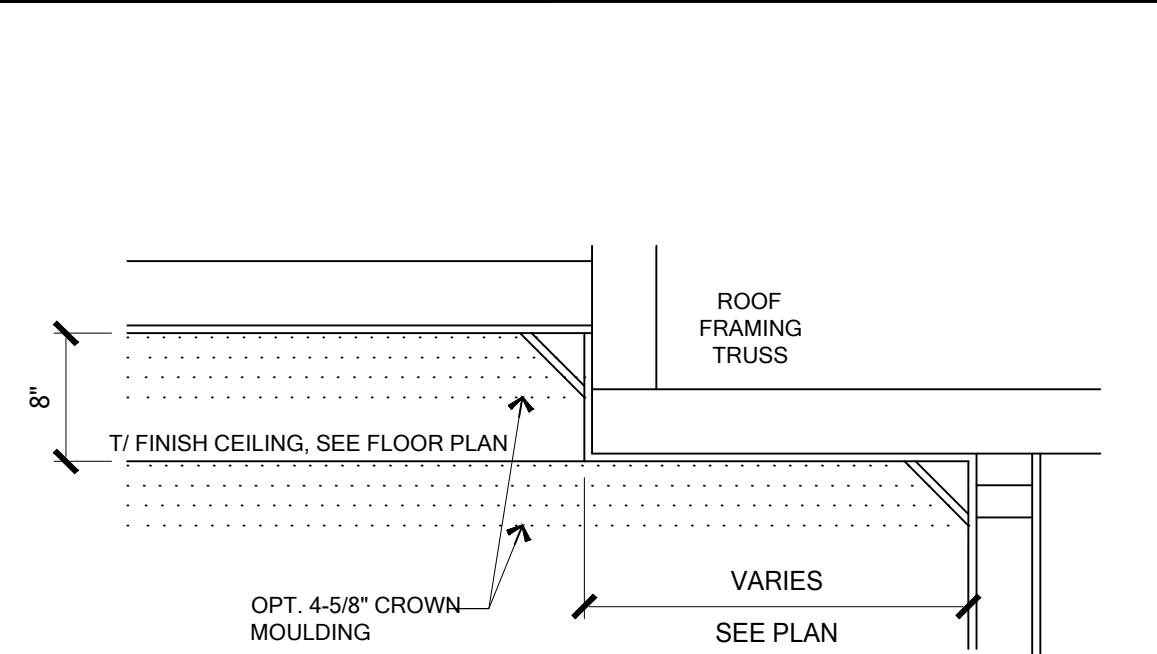 ROOF
FRAMING
TRUSS
8"
T/ FINISH CEILING, SEE FLOOR PLAN
VARIES
SEE PLAN
OPT. 4-5/8" CROWN
MOULDING